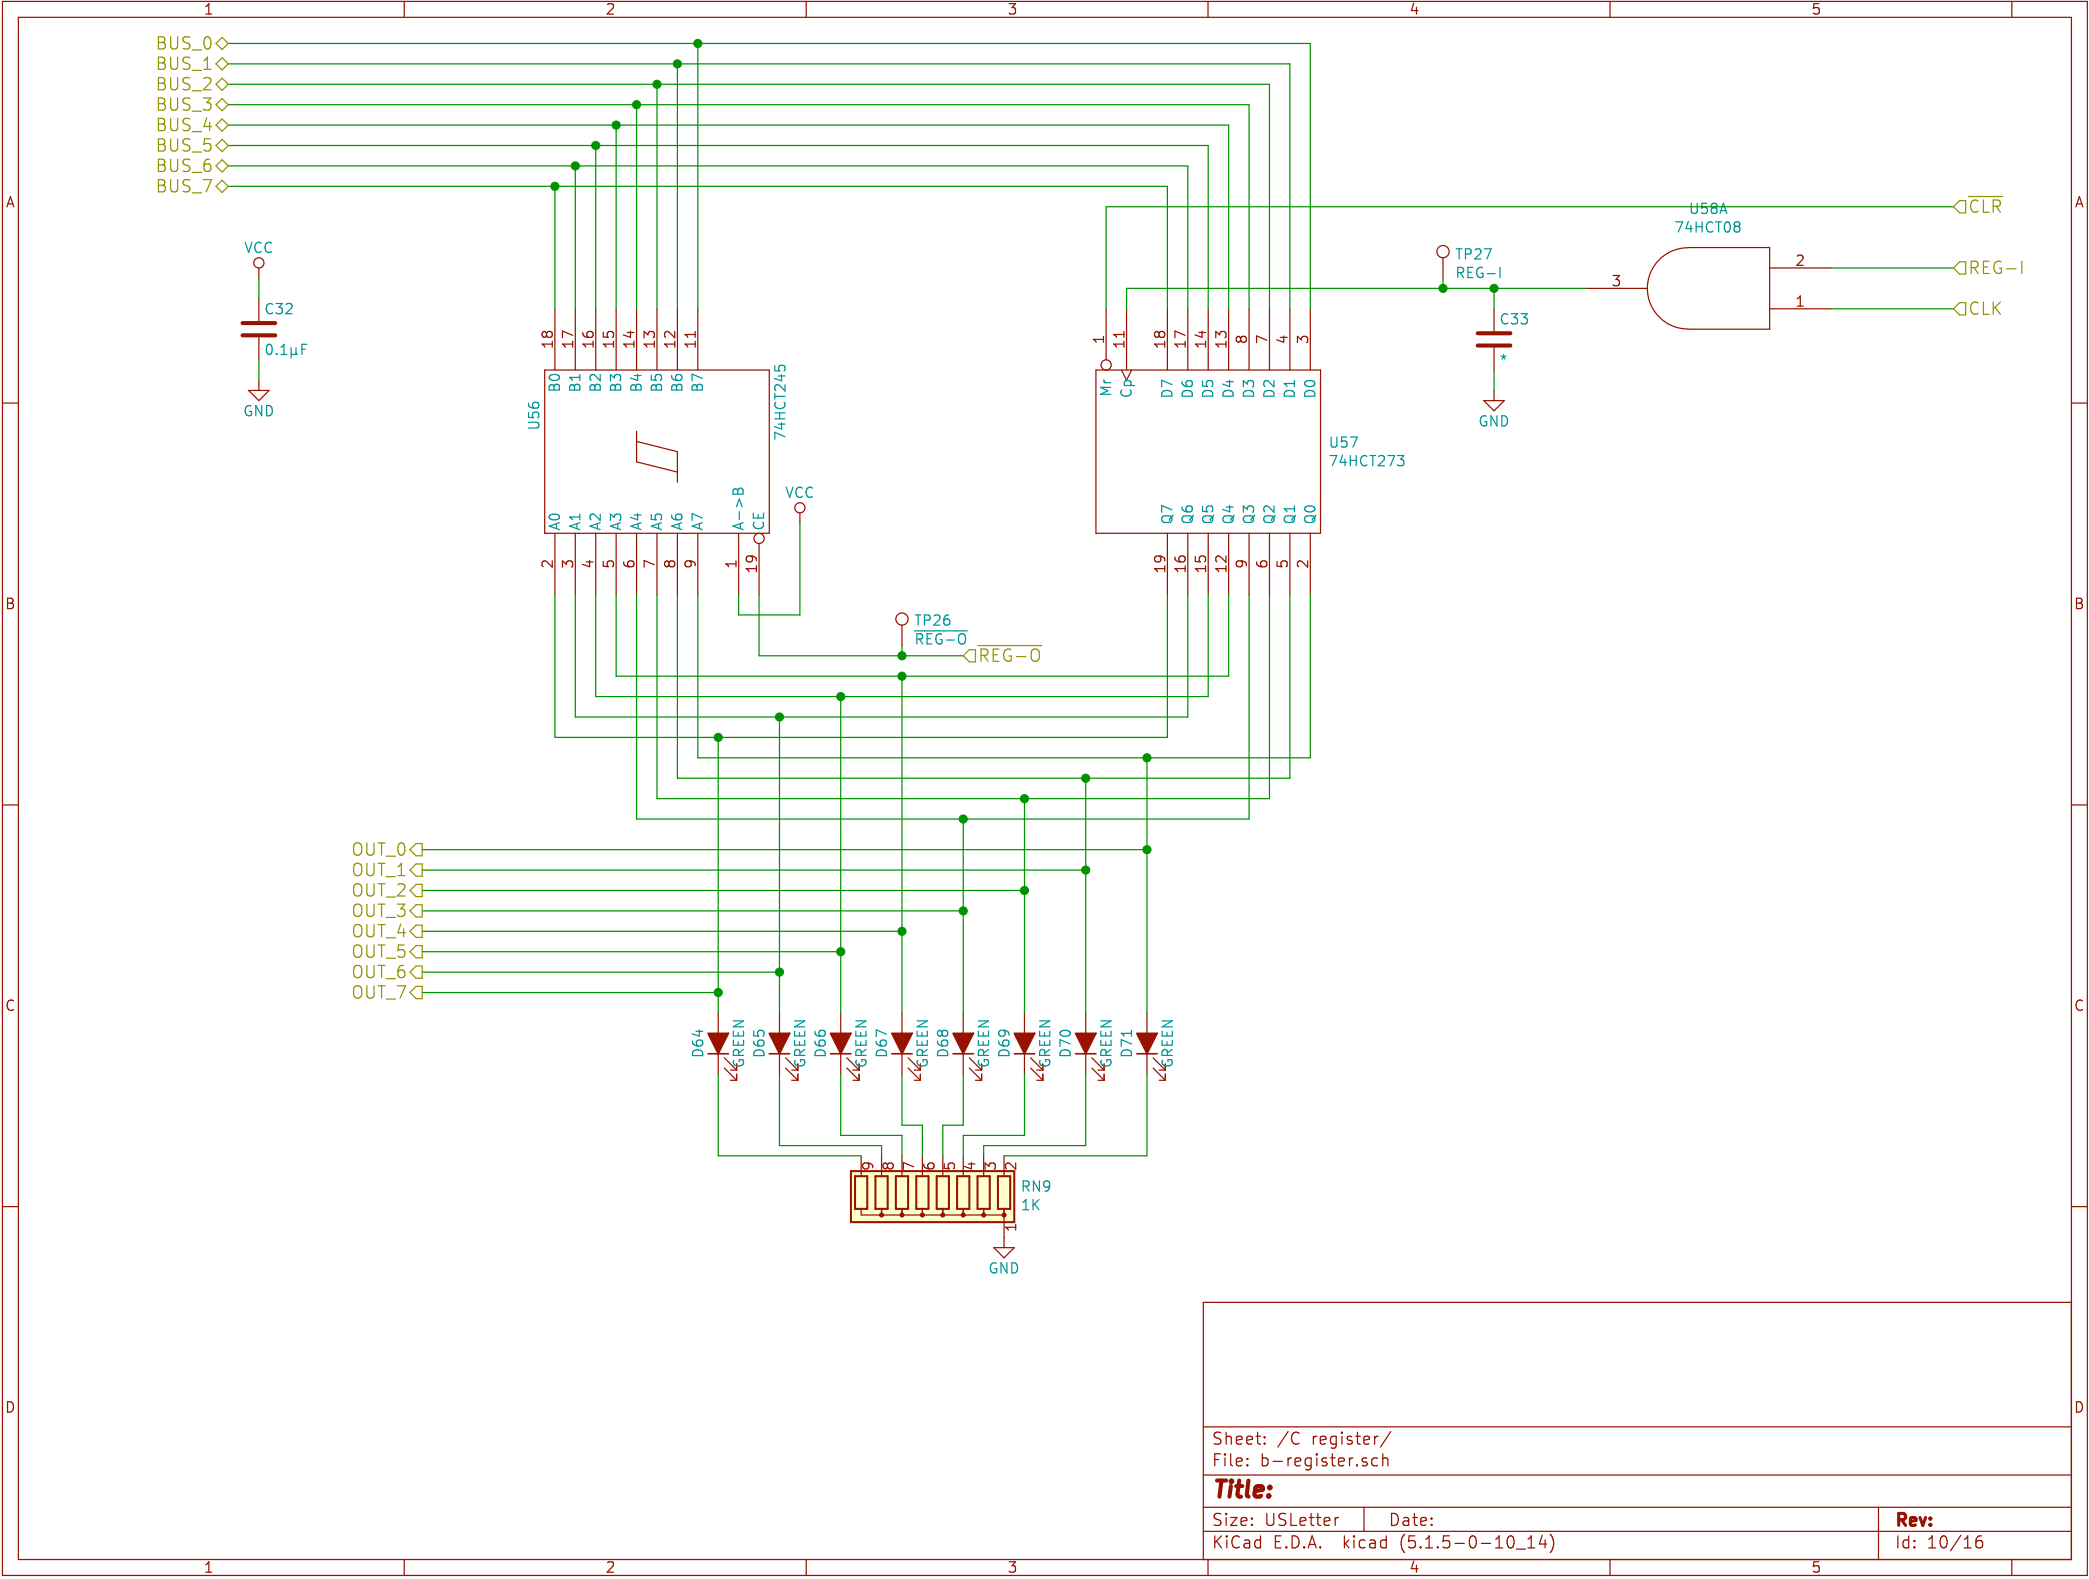 1 2 3 4 5
BUS_0
BUS_1
BUS_2
BUS_3
BUS_4
BUS_5
BUS_6
BUS_7
A A
CLR
U58A
74HCT08
VCC
TP27
REG-I
2 REG-I
3
1 CLK
C32
0.1µF
GND
C33
*
GND
18 17 16 15 14 13 12 11
B0 B1 B2 B3 B4 B5 B6 B7
U56
74HCT245
A0 A1 A2 A3 A4 A5 A6 A7 A->B CE
2 3 4 5 6 7 8 9 1 19
VCC
1 11 18 17 14 13 8 7 4 3
Mr Cp D7 D6 D5 D4 D3 D2 D1 D0
U57
74HCT273
Q7 Q6 Q5 Q4 Q3 Q2 Q1 Q0
19 16 15 12 9 6 5 2
B B
TP26
REG-O
REG-O
OUT_0
OUT_1
OUT_2
OUT_3
OUT_4
OUT_5
OUT_6
OUT_7
C C
D64 GREEN D65 GREEN D66 GREEN D67 GREEN D68 GREEN D69 GREEN D70 GREEN D71 GREEN
9 8 7 6 5 4 3 2
RN9
1K
1
GND
D D
Sheet: /C register/
File: b-register.sch
Title:
Size: USLetter Date: Rev:
KiCad E.D.A. kicad (5.1.5-0-10_14) Id: 10/16
1 2 3 4 5